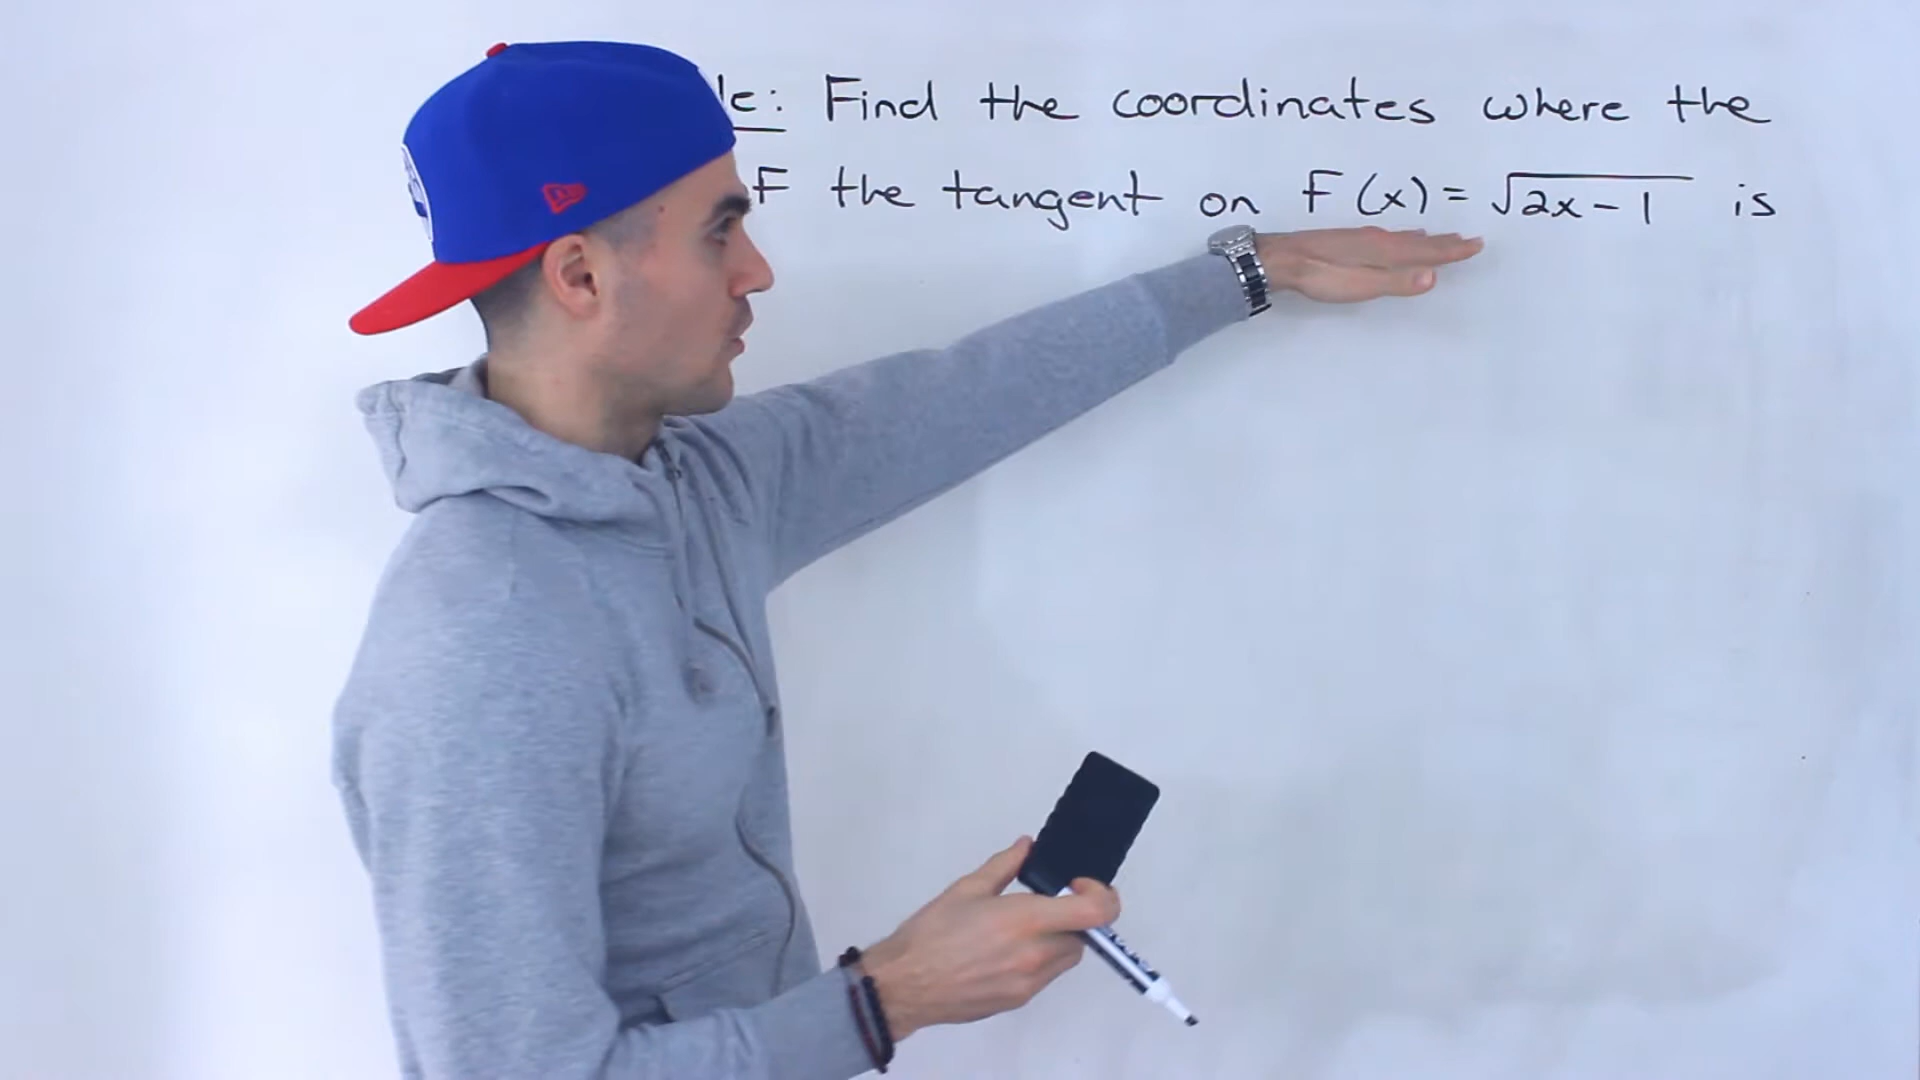 Find the coordinates where the
the tangent on F(x) = √2x-1 is